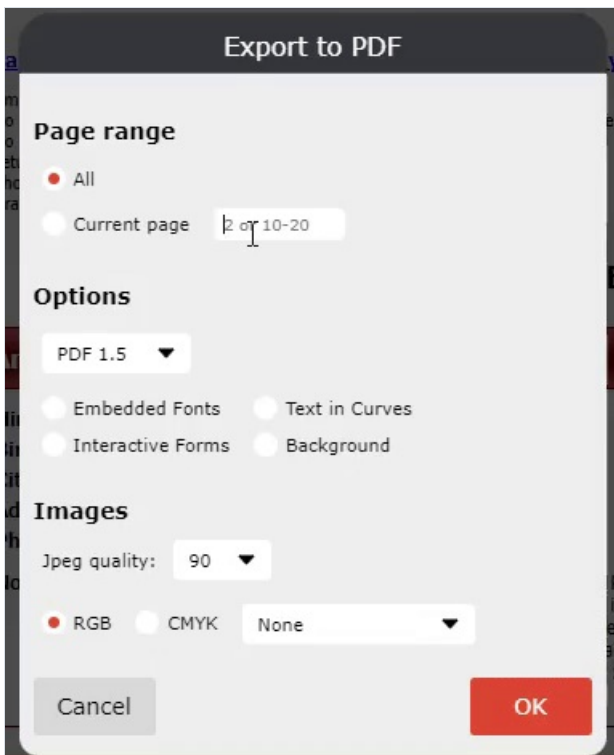 Export to PDF
Page range
All
Current page 2 or 10-20
Options
PDF 1.5
Embedded Fonts Text in Curves
Interactive Forms Background
Images
Jpeg quality: 90
RGB CMYK None
Cancel OK